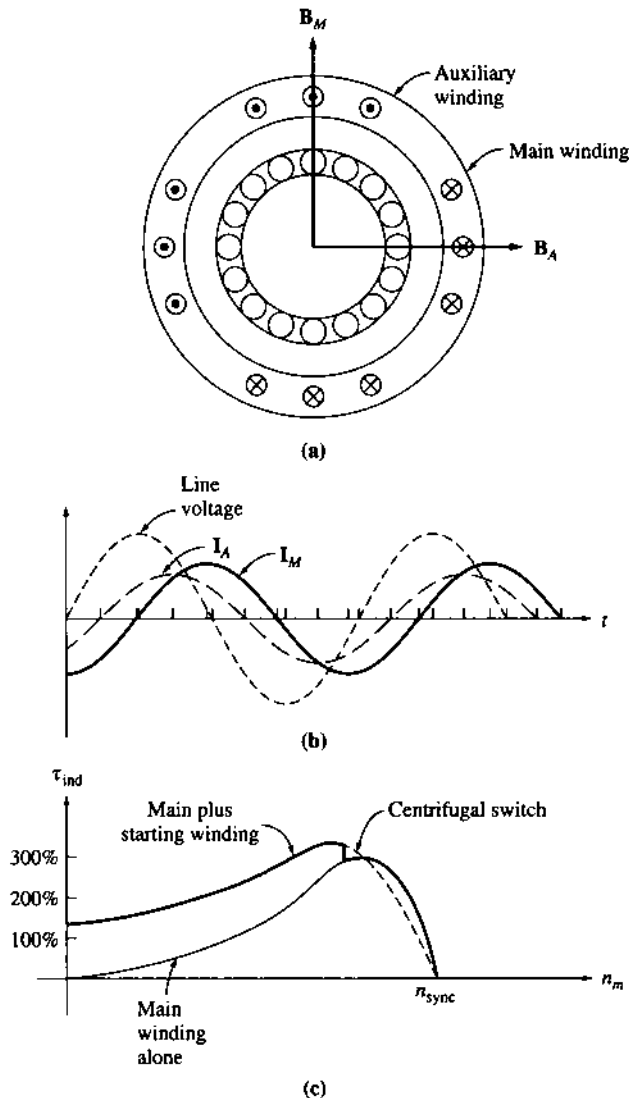 B_M
Auxiliary
winding
Main winding
B_A
(a)
Line
voltage
I_A
I_M
t
(b)
τ_ind
Main plus
starting winding
Centrifugal switch
300%
200%
100%
n_sync
n_m
Main
winding
alone
(c)